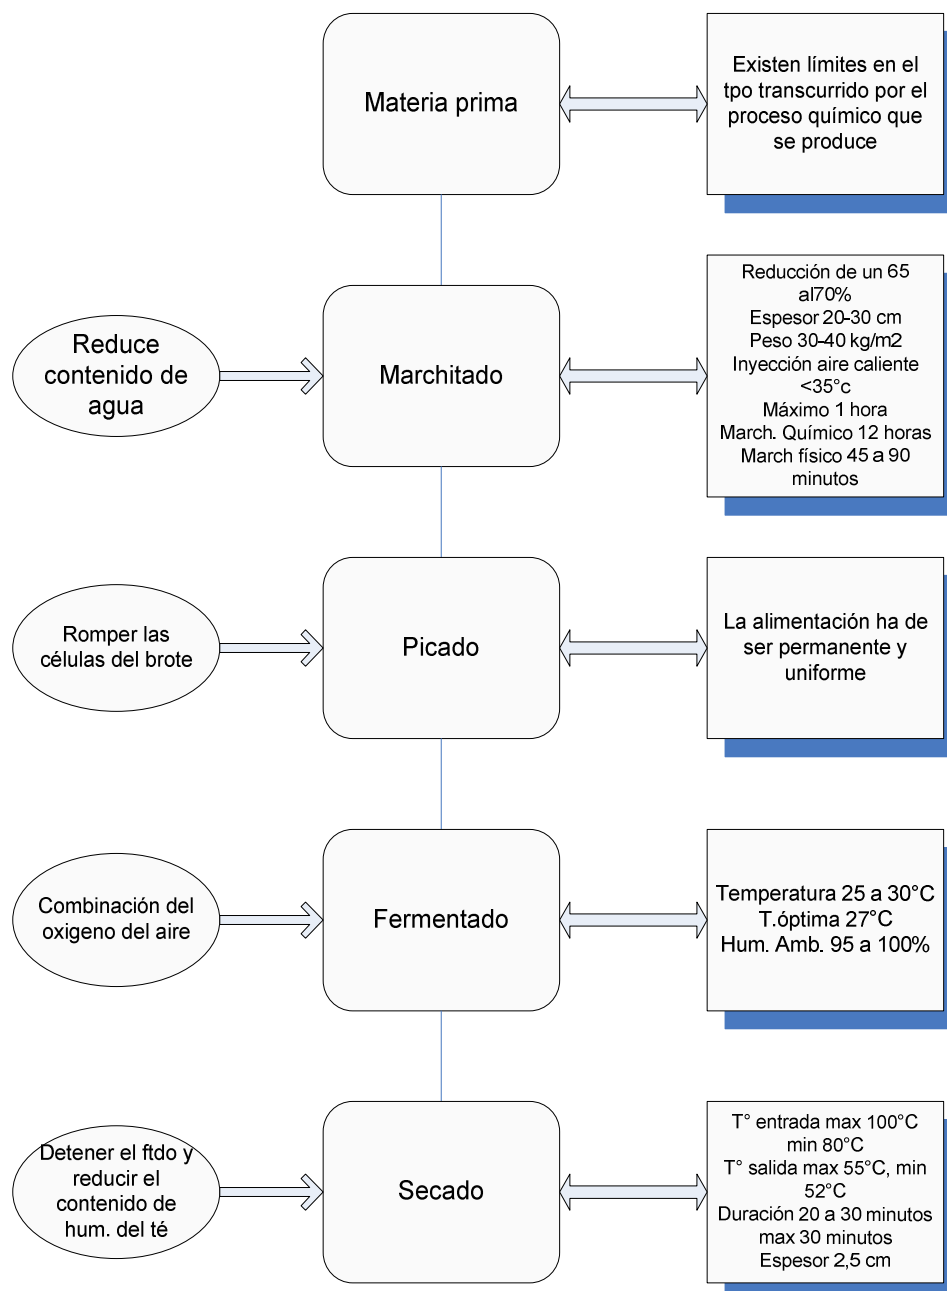 Materia prima
Existen límites en el
tpo transcurrido por el
proceso químico que
se produce
Reduce
contenido de
agua
Marchitado
Reducción de un 65
al70%
Espesor 20-30 cm
Peso 30-40 kg/m2
Inyección aire caliente
<35°c
Máximo 1 hora
March. Químico 12 horas
March físico 45 a 90
minutos
Romper las
células del brote
Picado
La alimentación ha de
ser permanente y
uniforme
Combinación del
oxigeno del aire
Fermentado
Temperatura 25 a 30°C
T.óptima 27°C
Hum. Amb. 95 a 100%
Detener el ftdo y
reducir el
contenido de
hum. del té
Secado
T° entrada max 100°C
min 80°C
T° salida max 55°C, min
52°C
Duración 20 a 30 minutos
max 30 minutos
Espesor 2,5 cm